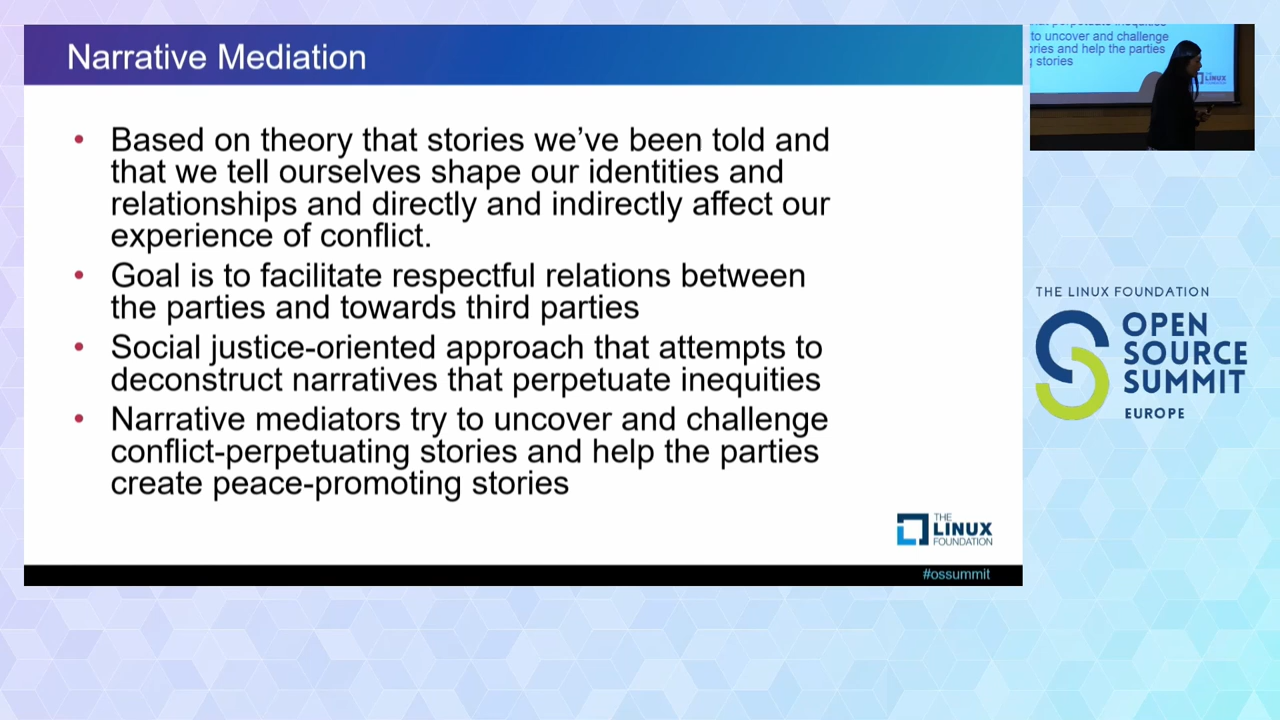 Narrative Mediation
• Based on theory that stories we’ve been told and
that we tell ourselves shape our identities and
relationships and directly and indirectly affect our
experience of conflict.
• Goal is to facilitate respectful relations between
the parties and towards third parties
• Social justice-oriented approach that attempts to
deconstruct narratives that perpetuate inequities
• Narrative mediators try to uncover and challenge
conflict-perpetuating stories and help the parties
create peace-promoting stories
THE
LINUX
FOUNDATION
#ossummit
to uncover and challenge
ories and help the parties
g stories
THE
LINUX
FOUNDATION
THE LINUX FOUNDATION
OPEN
SOURCE
SUMMIT
EUROPE